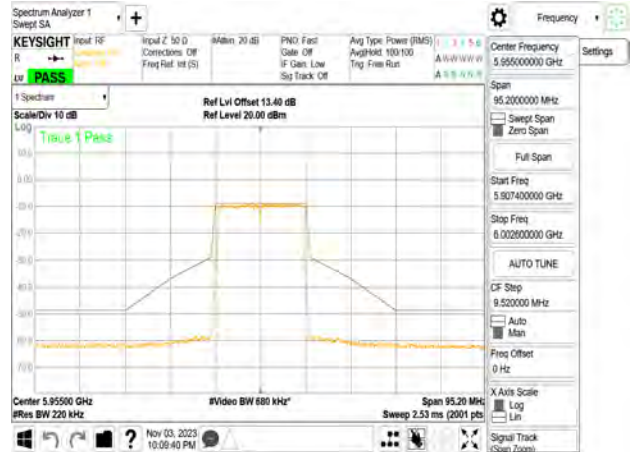 Spectrum Analyzer 1
Swept SA
Frequency
KEYSIGHT
Input: RF
Input Z: 50 Ω
#Atten: 20 dB
PNO: Fast
Avg Type: Power (RMS)
R
Corrections: Off
Gate: Off
Avg|Hold: 100/100
Freq Ref: Int (S)
IF Gain: Low
Trig: Free Run
Sig Track: Off
PASS
Center Frequency
5.955000000 GHz
Settings
Span
95.2000000 MHz
Swept Span
Zero Span
Full Span
Start Freq
5.907400000 GHz
Stop Freq
6.002600000 GHz
AUTO TUNE
CF Step
9.520000 MHz
Auto
Man
Freq Offset
0 Hz
X Axis Scale
Log
Lin
Signal Track
(Span Zoom)
1 Spectrum
Scale/Div 10 dB
Ref Lvl Offset 13.40 dB
Ref Level 20.00 dBm
Log
Trace 1 Pass
Center 5.95500 GHz
#Video BW 680 kHz*
Span 95.20 MHz
#Res BW 220 kHz
Sweep 2.53 ms (2001 pts
?
Nov 03, 2023
10:09:40 PM